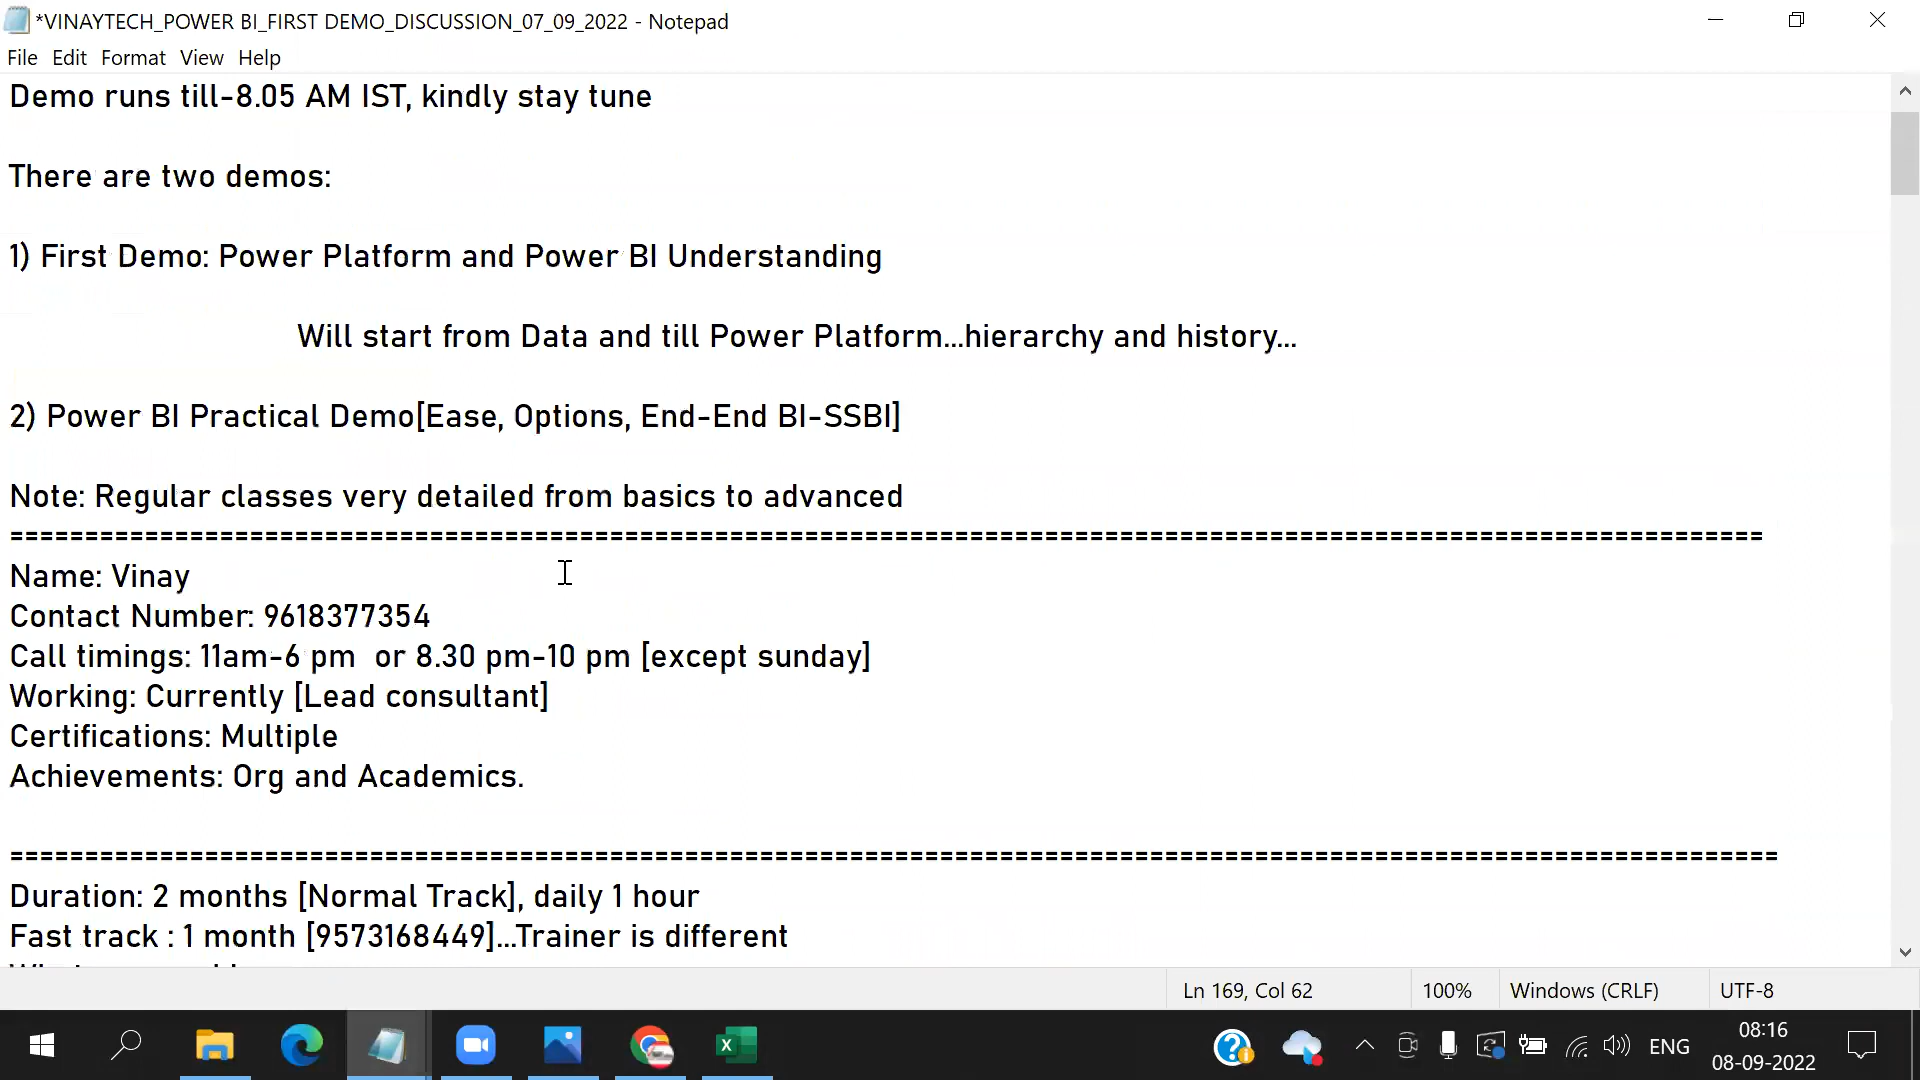 *VINAYTECH_POWER BI_FIRST DEMO_DISCUSSION_07_09_2022 - Notepad
File Edit Format View Help
Demo runs till-8.05 AM IST, kindly stay tune
There are two demos:
1) First Demo: Power Platform and Power BI Understanding
Will start from Data and till Power Platform...hierarchy and history...
2) Power BI Practical Demo[Ease, Options, End-End BI-SSBI]
Note: Regular classes very detailed from basics to advanced
=====================================================================================================================
Name: Vinay
Contact Number: 9618377354
Call timings: 11am-6 pm  or 8.30 pm-10 pm [except sunday]
Working: Currently [Lead consultant]
Certifications: Multiple
Achievements: Org and Academics.
======================================================================================================================
Duration: 2 months [Normal Track], daily 1 hour
Fast track : 1 month [9573168449]...Trainer is different
Ln 169, Col 62 100% Windows (CRLF) UTF-8
ENG 08:16
08-09-2022